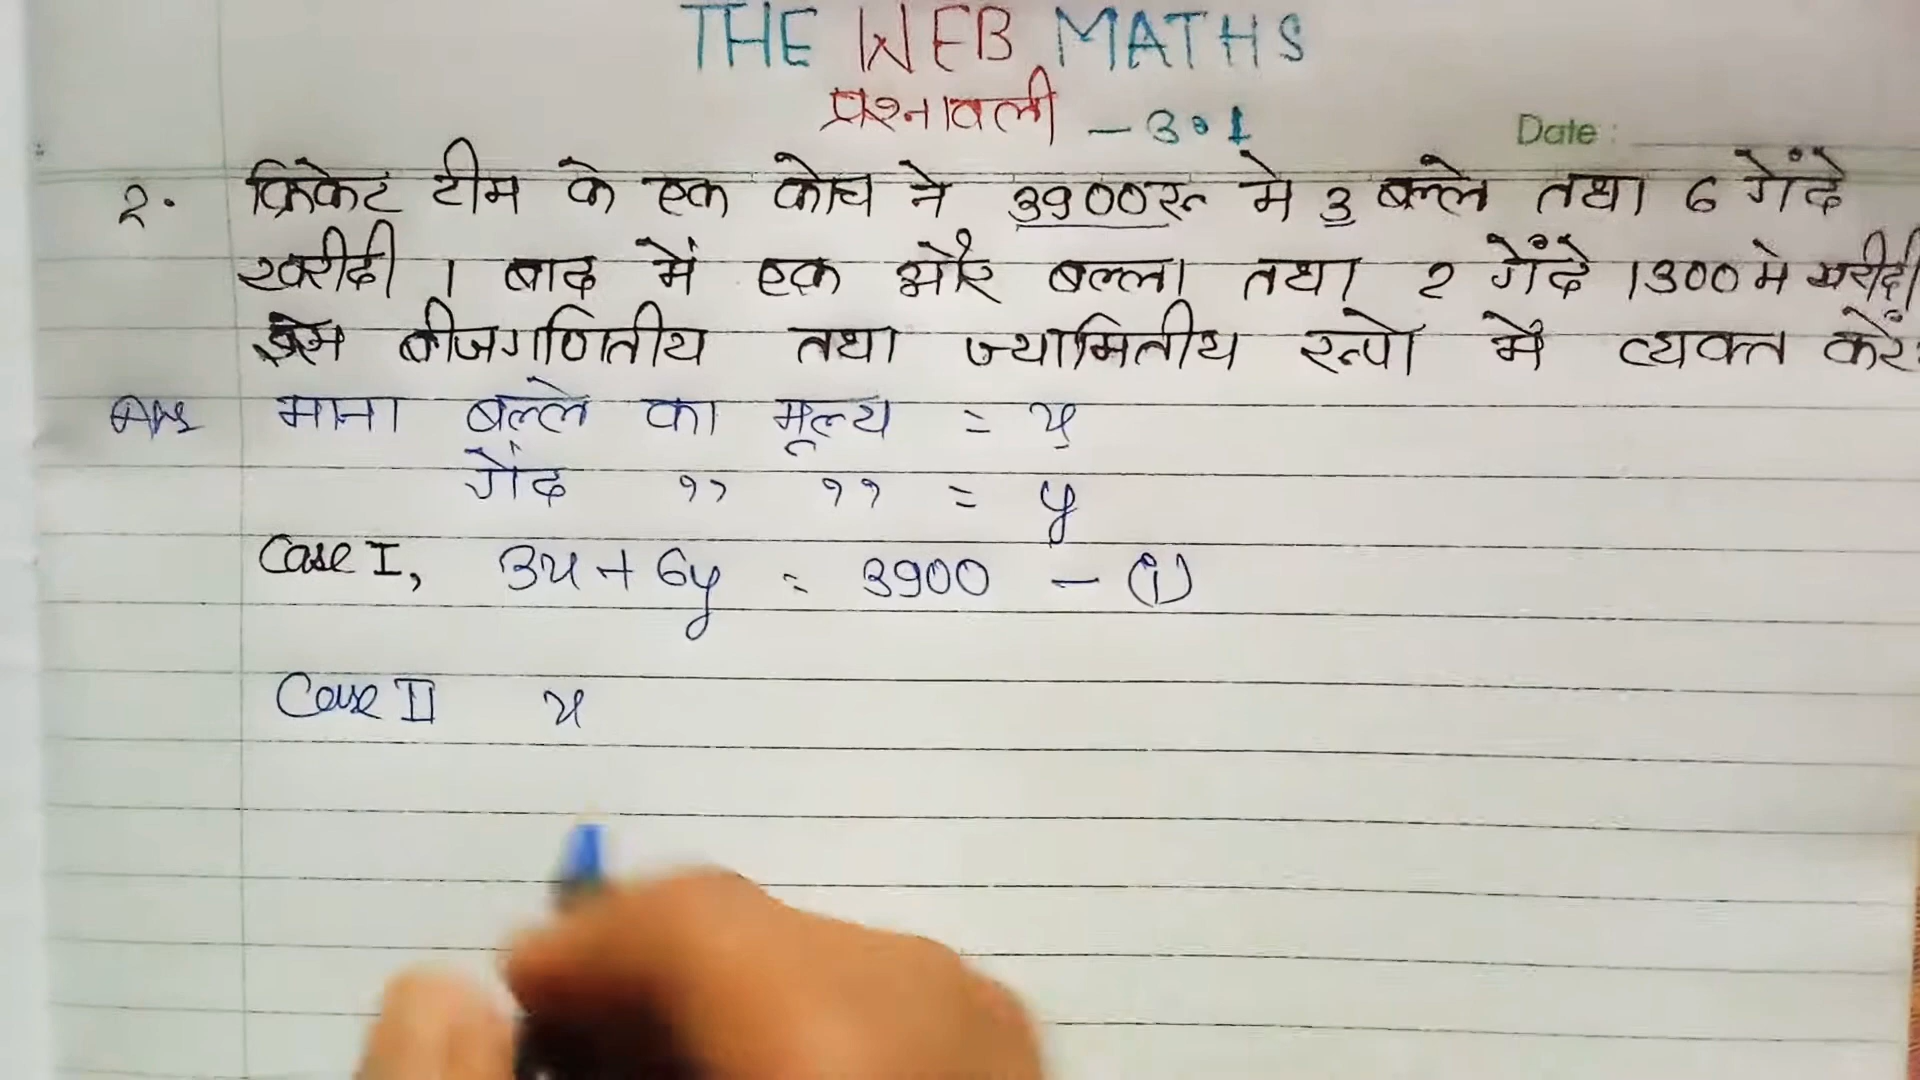 THE WEB MATHS
प्रश्नावली - 3.1
Date :
2. क्रिकेट टीम के एक कोच ने 3900रू मे 3 बल्ले तथा 6 गेंदे
खरीदी । बाद में एक और बल्ला तथा 2 गेंदे 1300 मे खरीदी
इस बीजगणितीय तथा ज्यामितीय रूपो में व्यक्त करें
Ans माना बल्ले का मूल्य = x
गेंद ,, ,, = y
Case I, 3x + 6y = 3900 - (i)
Case II x